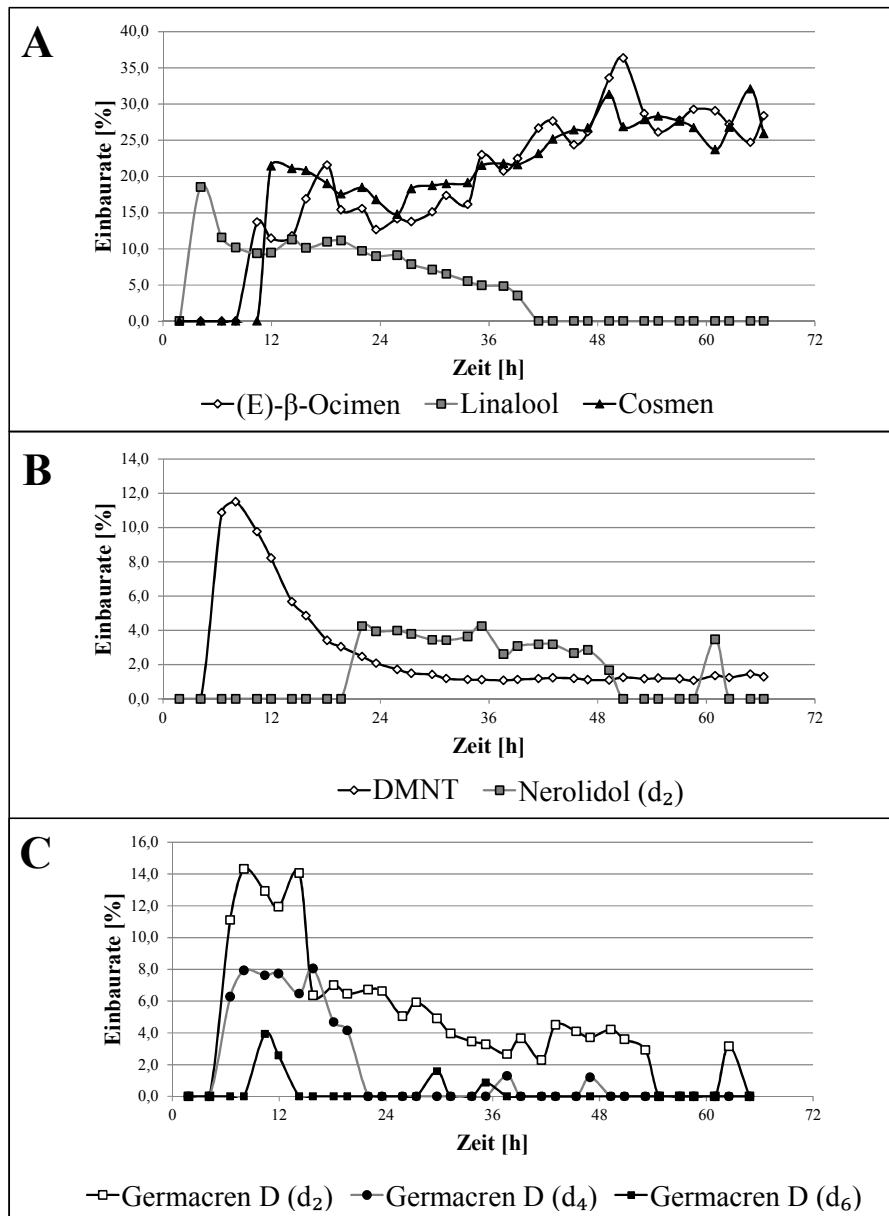 A
Einbaurate [%]
40,0
35,0
30,0
25,0
20,0
15,0
10,0
5,0
0,0
0 12 24 36 48 60 72
Zeit [h]
(E)-β-Ocimen Linalool Cosmen
B
Einbaurate [%]
14,0
12,0
10,0
8,0
6,0
4,0
2,0
0,0
0 12 24 36 48 60 72
Zeit [h]
DMNT Nerolidol (d₂)
C
Einbaurate [%]
16,0
14,0
12,0
10,0
8,0
6,0
4,0
2,0
0,0
0 12 24 36 48 60 72
Zeit [h]
Germacren D (d₂) Germacren D (d₄) Germacren D (d₆)